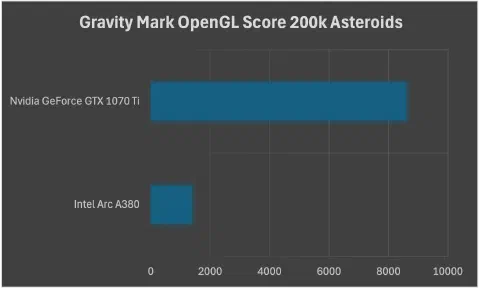 Gravity Mark OpenGL Score 200k Asteroids
Nvidia GeForce GTX 1070 Ti
Intel Arc A380
0 2000 4000 6000 8000 10000